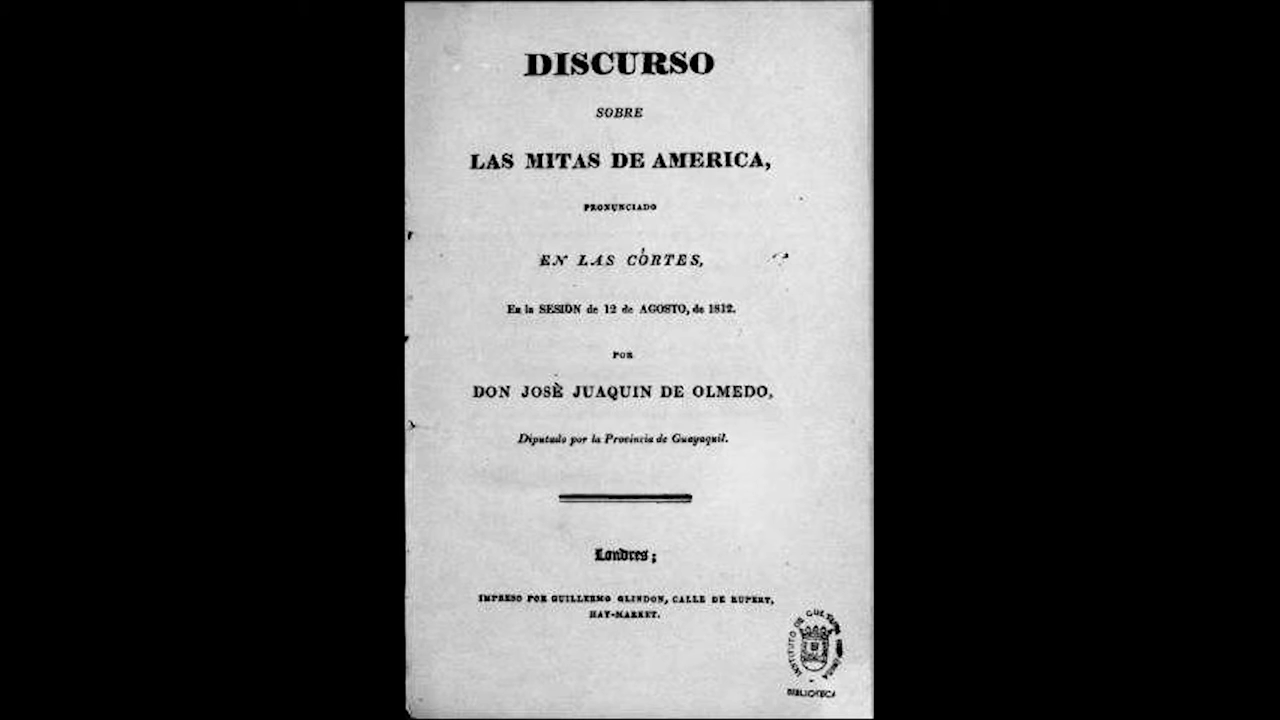 DISCURSO
SOBRE
LAS MITAS DE AMERICA,
PRONUNCIADO
EN LAS CÓRTES,
En la SESION de 12 de AGOSTO, de 1812.
POR
DON JOSÈ JUAQUIN DE OLMEDO,
Diputado por la Provincia de Guayaquil.
Londres;
IMPRESO POR GUILLERMO GLINDON, CALLE DE RUPERT,
HAY-MARKET.
INSTITUTO DE
BIBLIOTECA